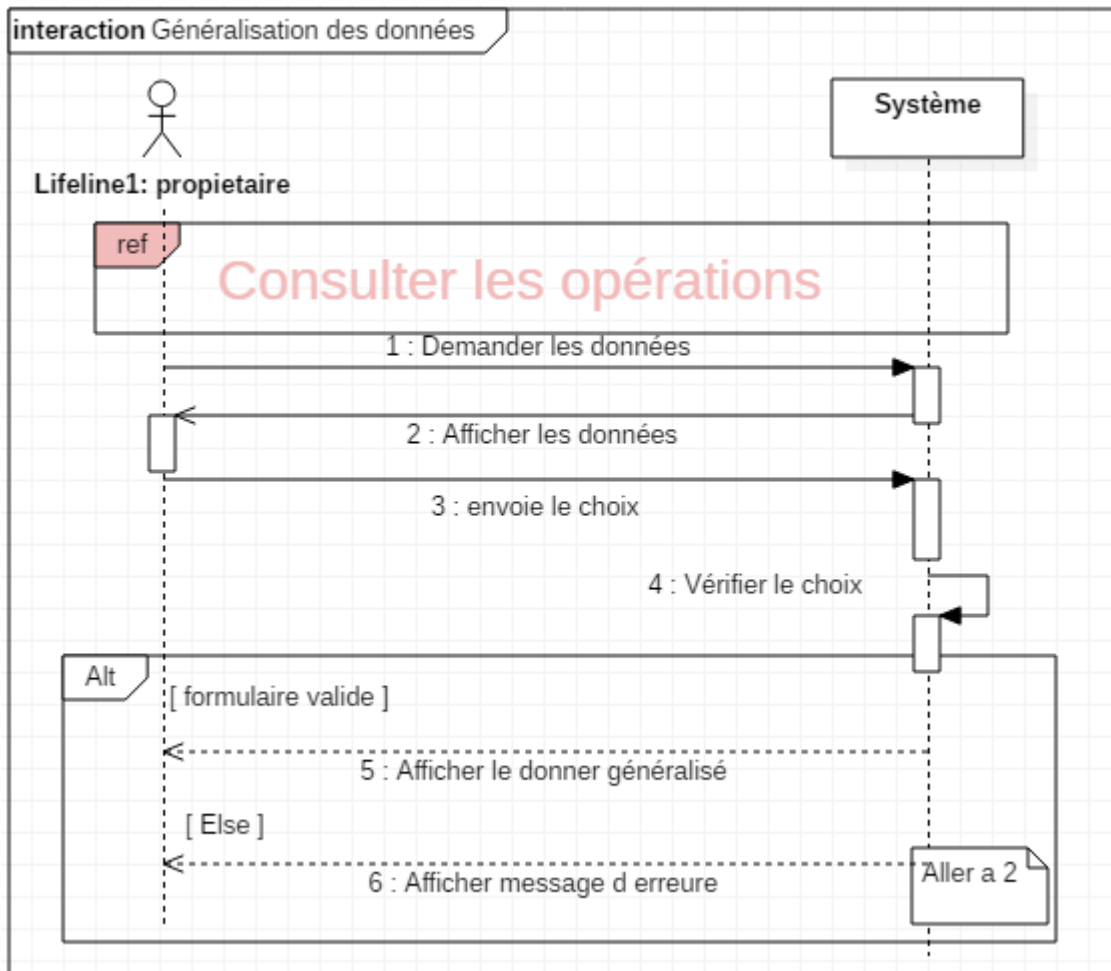 interaction Généralisation des données
Système
Lifeline1: propietaire
ref
Consulter les opérations
1 : Demander les données
2 : Afficher les données
3 : envoie le choix
4 : Vérifier le choix
Alt
[ formulaire valide ]
5 : Afficher le donner généralisé
[ Else ]
Aller a 2
6 : Afficher message d erreure